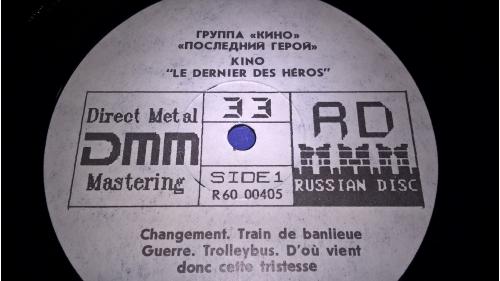 ГРУППА «КИНО»
«ПОСЛЕДНИЙ ГЕРОЙ»
KINO
"LE DERNIER DES HÉROS"
Direct Metal
DMM
Mastering
33
SIDE 1
R60 00405
RD
RUSSIAN DISC
Changement. Train de banlieue
Guerre. Trolleybus. D'où vient
donc cette tristesse